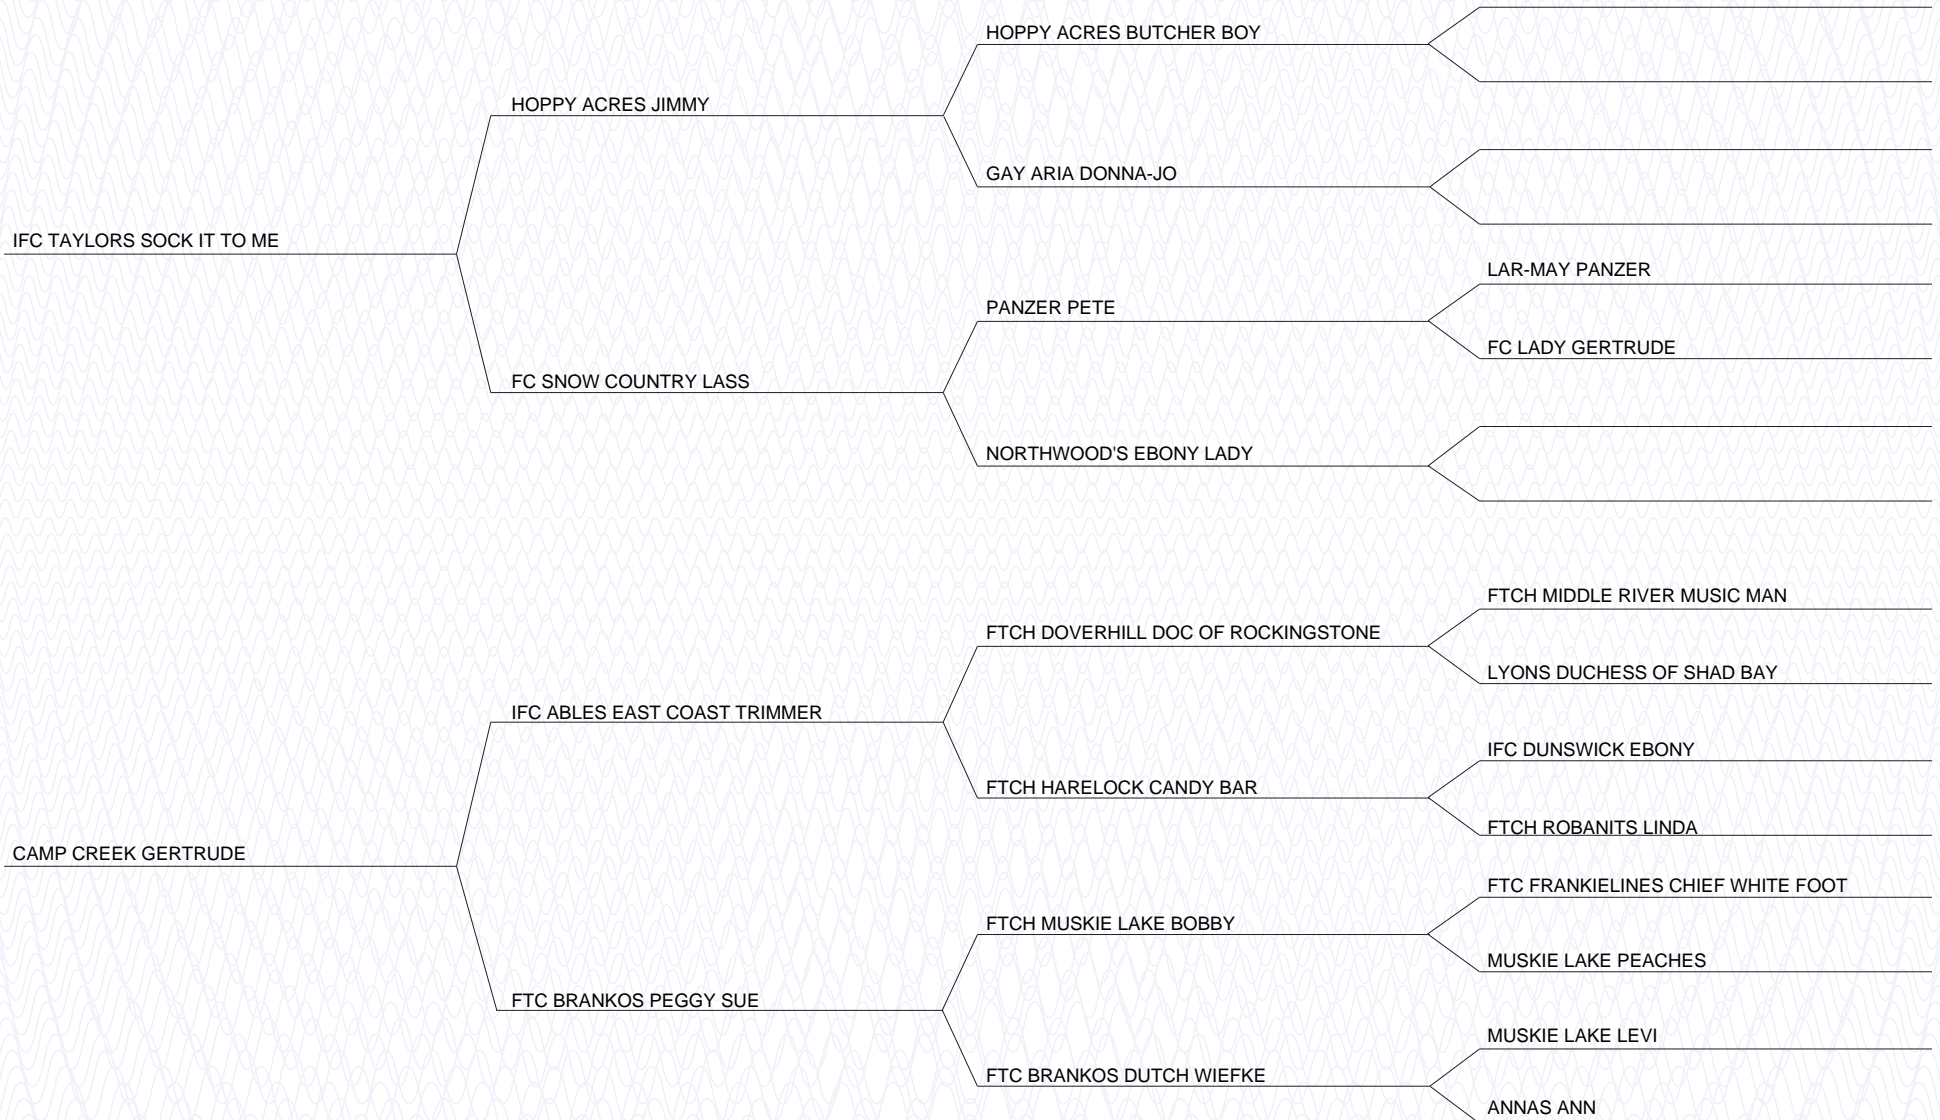 HOPPY ACRES BUTCHER BOY
HOPPY ACRES JIMMY
GAY ARIA DONNA-JO
IFC TAYLORS SOCK IT TO ME
LAR-MAY PANZER
PANZER PETE
FC LADY GERTRUDE
FC SNOW COUNTRY LASS
NORTHWOOD'S EBONY LADY
FTCH MIDDLE RIVER MUSIC MAN
FTCH DOVERHILL DOC OF ROCKINGSTONE
LYONS DUCHESS OF SHAD BAY
IFC ABLES EAST COAST TRIMMER
IFC DUNSWICK EBONY
FTCH HARELOCK CANDY BAR
FTCH ROBANITS LINDA
CAMP CREEK GERTRUDE
FTC FRANKIELINES CHIEF WHITE FOOT
FTCH MUSKIE LAKE BOBBY
MUSKIE LAKE PEACHES
FTC BRANKOS PEGGY SUE
MUSKIE LAKE LEVI
FTC BRANKOS DUTCH WIEFKE
ANNAS ANN